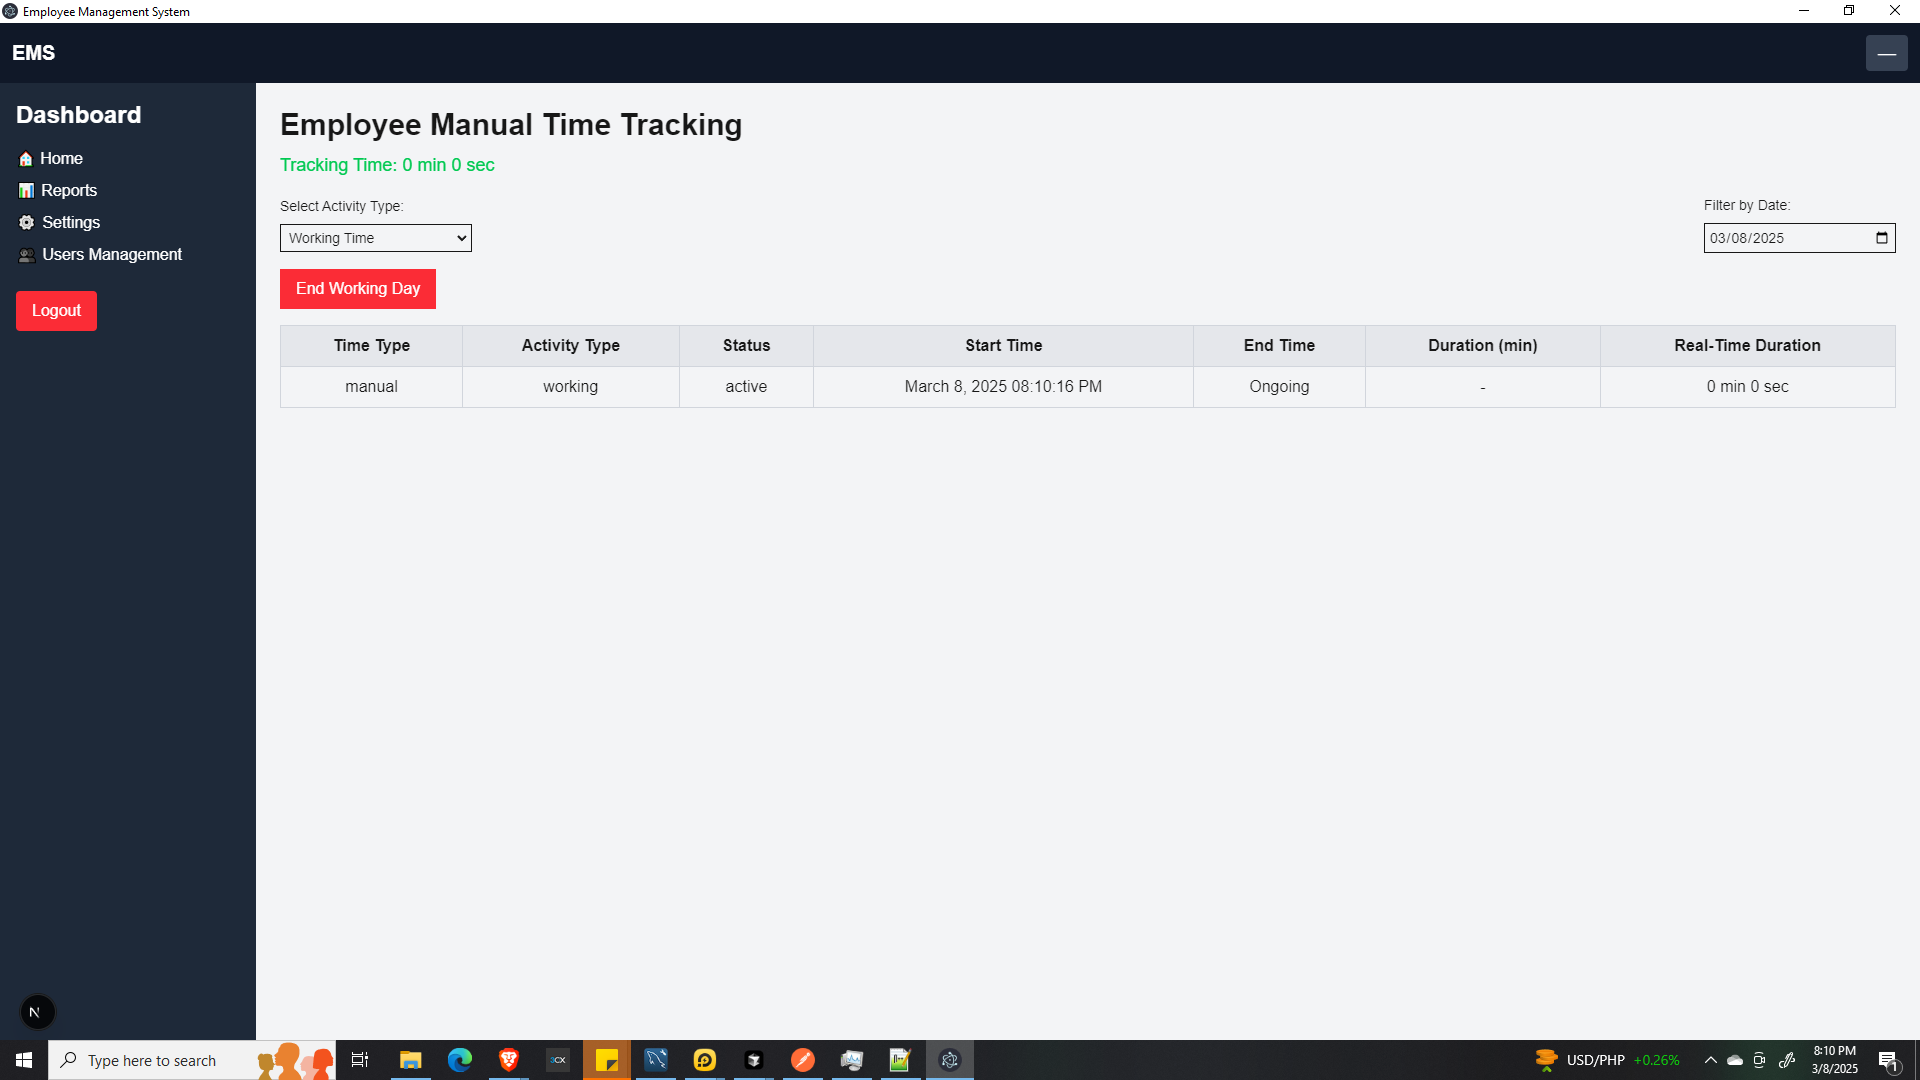 Employee Management System
EMS
Dashboard
Home
Reports
Settings
Users Management
Logout
Employee Manual Time Tracking
Tracking Time: 0 min 0 sec
Select Activity Type:
Working Time
Filter by Date:
03/08/2025
End Working Day
Time Type Activity Type Status Start Time End Time Duration (min) Real-Time Duration
manual working active March 8, 2025 08:10:16 PM Ongoing - 0 min 0 sec
N
Type here to search
3CX
USD/PHP +0.26%
8:10 PM
3/8/2025
1